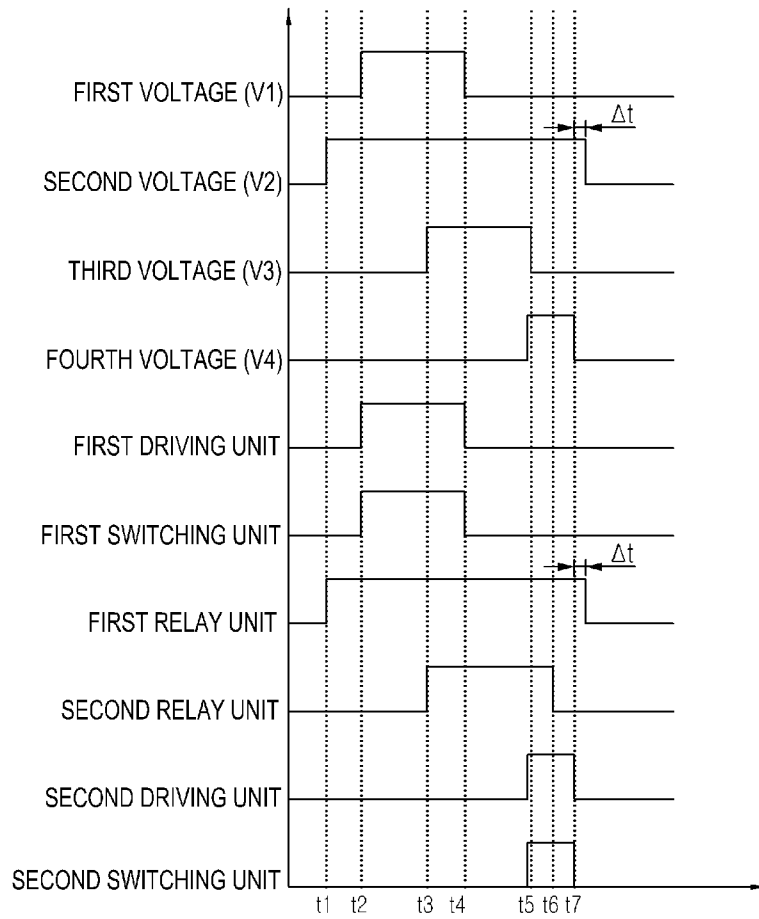 FIRST VOLTAGE (V1)
Δt
SECOND VOLTAGE (V2)
THIRD VOLTAGE (V3)
FOURTH VOLTAGE (V4)
FIRST DRIVING UNIT
FIRST SWITCHING UNIT
Δt
FIRST RELAY UNIT
SECOND RELAY UNIT
SECOND DRIVING UNIT
SECOND SWITCHING UNIT
t1 t2 t3 t4 t5 t6 t7